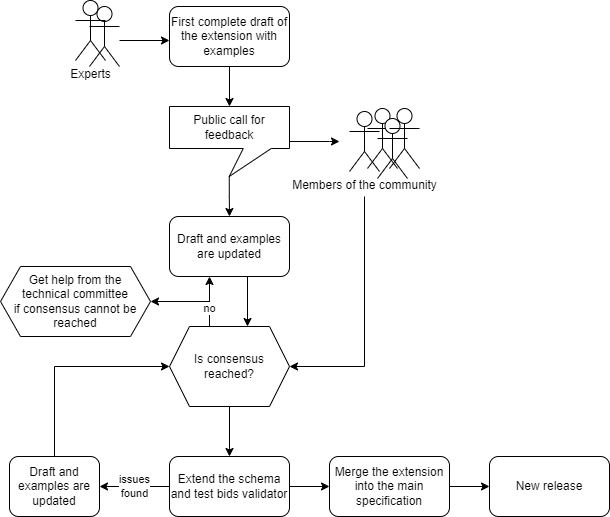 First complete draft of
the extension with
examples
Experts
Public call for
feedback
Members of the community
Draft and examples
are updated
Get help from the
technical committee
if consensus cannot be
reached
no
Is consensus
reached?
Draft and
examples are
updated
issues
found
Extend the schema
and test bids validator
Merge the extension
into the main
specification
New release